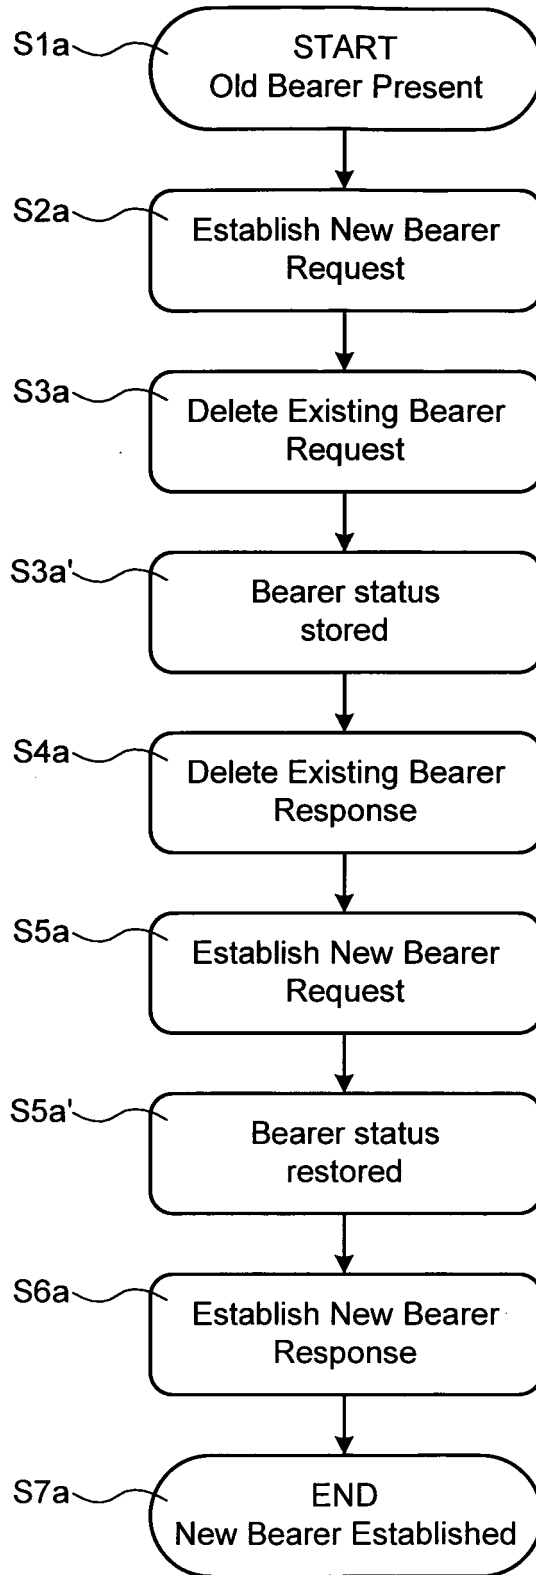 S1a
START
Old Bearer Present
S2a
Establish New Bearer
Request
S3a
Delete Existing Bearer
Request
S3a'
Bearer status
stored
S4a
Delete Existing Bearer
Response
S5a
Establish New Bearer
Request
S5a'
Bearer status
restored
S6a
Establish New Bearer
Response
S7a
END
New Bearer Established